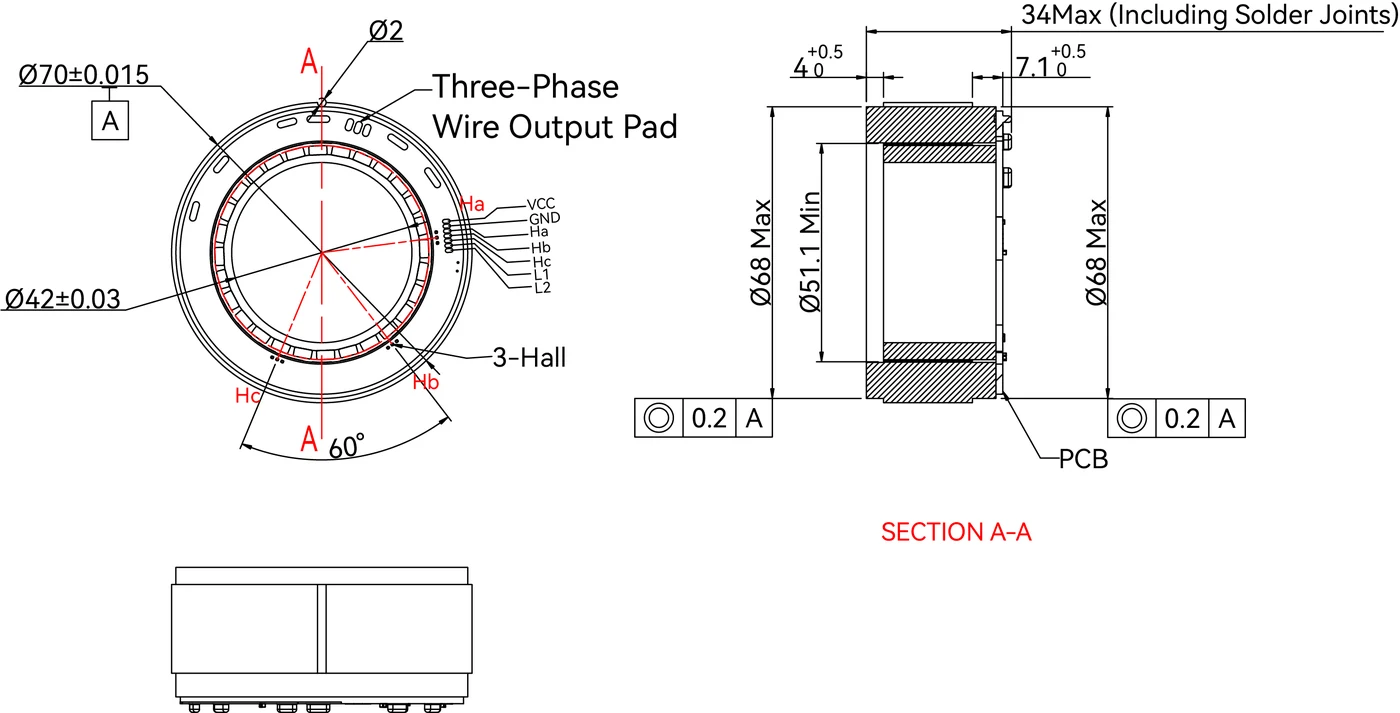 34Max (Including Solder Joints)
Ø2
A
Ø70±0.015
A
Three-Phase
Wire Output Pad
4 +0.5 0
7.1 +0.5 0
Ha
VCC
GND
Ha
Hb
Hc
L1
L2
Ø42±0.03
3-Hall
Hb
Hc
A
60°
Ø68 Max
Ø51.1 Min
Ø68 Max
0.2 A
0.2 A
PCB
SECTION A-A